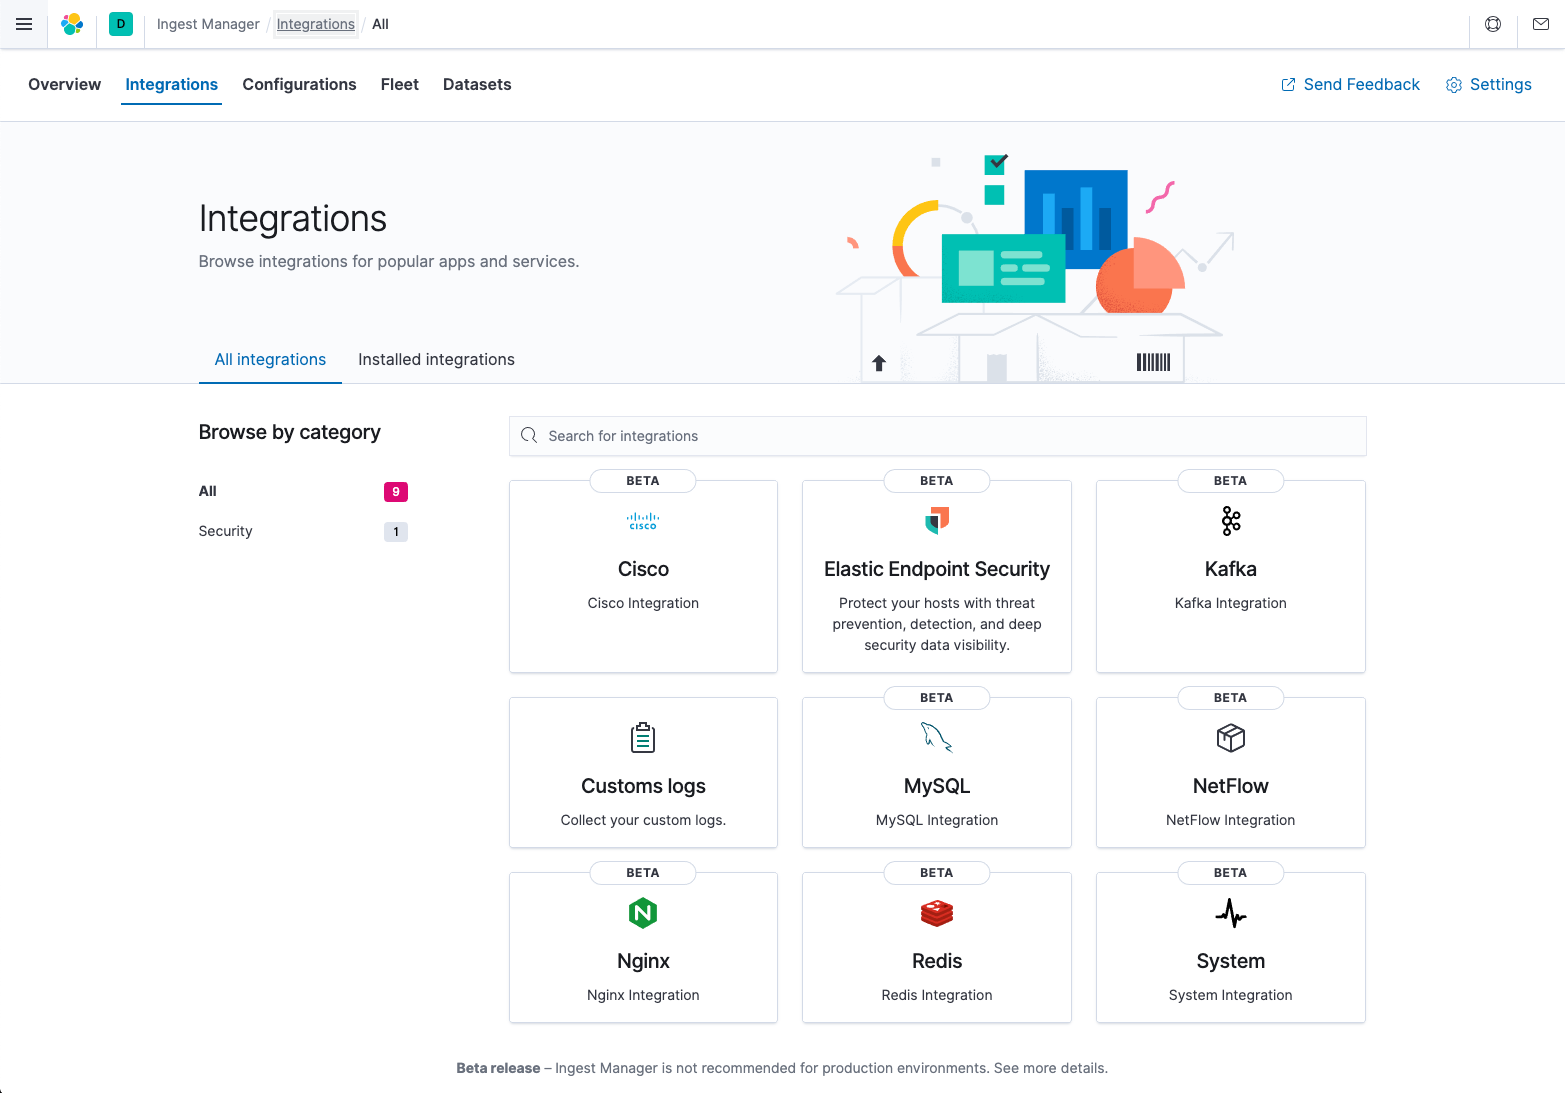 D Ingest Manager / Integrations / All
Overview Integrations Configurations Fleet Datasets Send Feedback Settings
Integrations
Browse integrations for popular apps and services.
All integrations Installed integrations
Browse by category
All 9
Security 1
Search for integrations
BETA
CISCO
Cisco
Cisco Integration
BETA
Elastic Endpoint Security
Protect your hosts with threat
prevention, detection, and deep
security data visibility.
BETA
Kafka
Kafka Integration
Customs logs
Collect your custom logs.
BETA
MySQL
MySQL Integration
BETA
NetFlow
NetFlow Integration
BETA
N
Nginx
Nginx Integration
BETA
Redis
Redis Integration
BETA
System
System Integration
Beta release – Ingest Manager is not recommended for production environments. See more details.